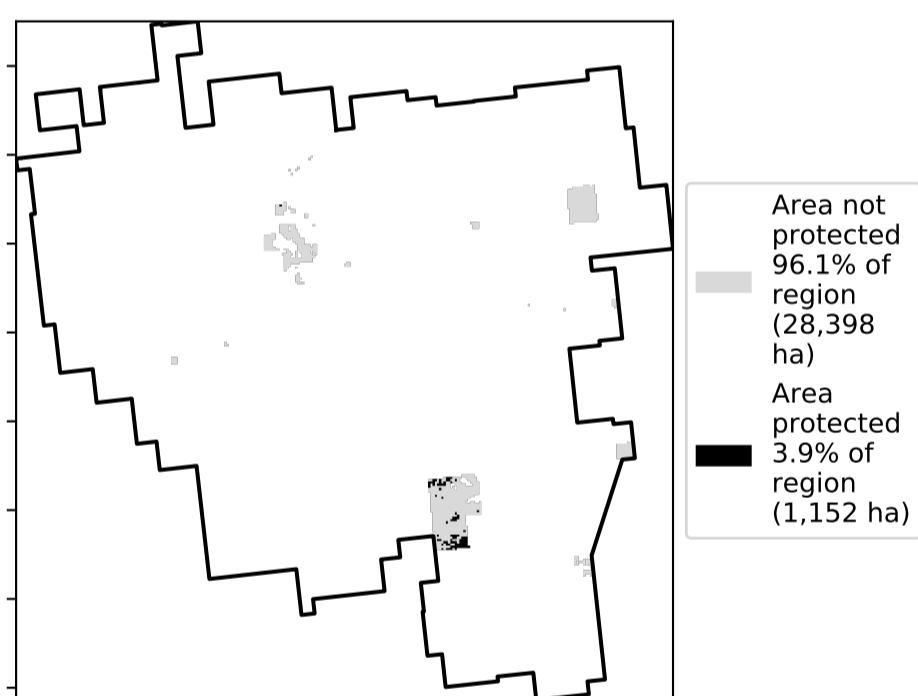 Area not
protected
96.1% of
region
(28,398
ha)
Area
protected
3.9% of
region
(1,152 ha)